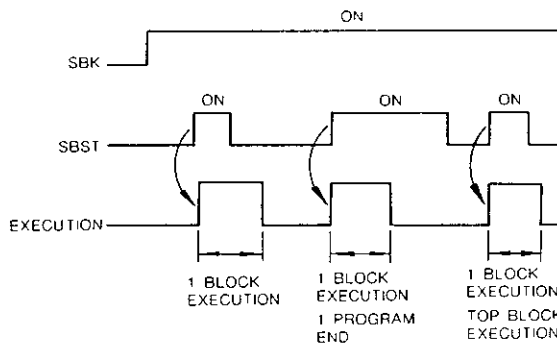 ON
SBK
ON
ON
ON
SBST
EXECUTION
1 BLOCK
EXECUTION
1 BLOCK
EXECUTION
1 PROGRAM
END
1 BLOCK
EXECUTION
TOP BLOCK
EXECUTION